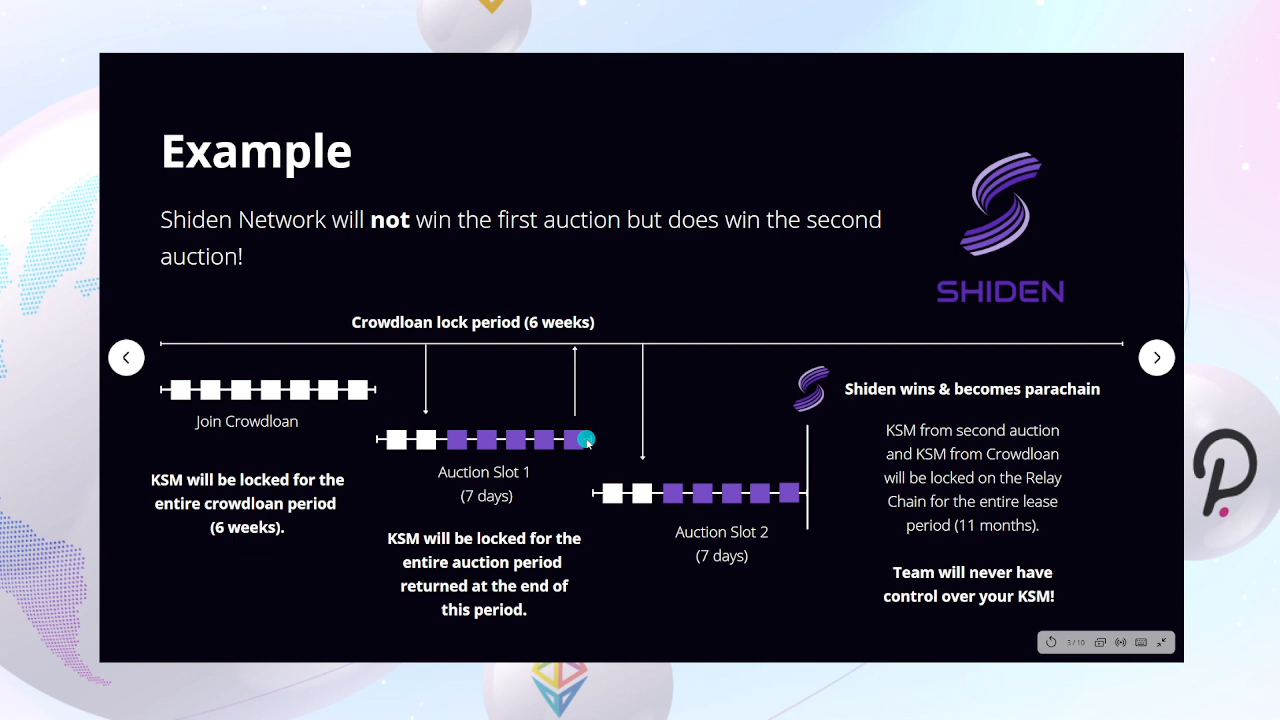 Example
Shiden Network will not win the first auction but does win the second
auction!
SHIDEN
Crowdloan lock period (6 weeks)
Join Crowdloan
KSM will be locked for the
entire crowdloan period
(6 weeks).
Auction Slot 1
(7 days)
KSM will be locked for the
entire auction period
returned at the end of
this period.
Auction Slot 2
(7 days)
Shiden wins & becomes parachain
KSM from second auction
and KSM from Crowdloan
will be locked on the Relay
Chain for the entire lease
period (11 months).
Team will never have
control over your KSM!
3 / 10